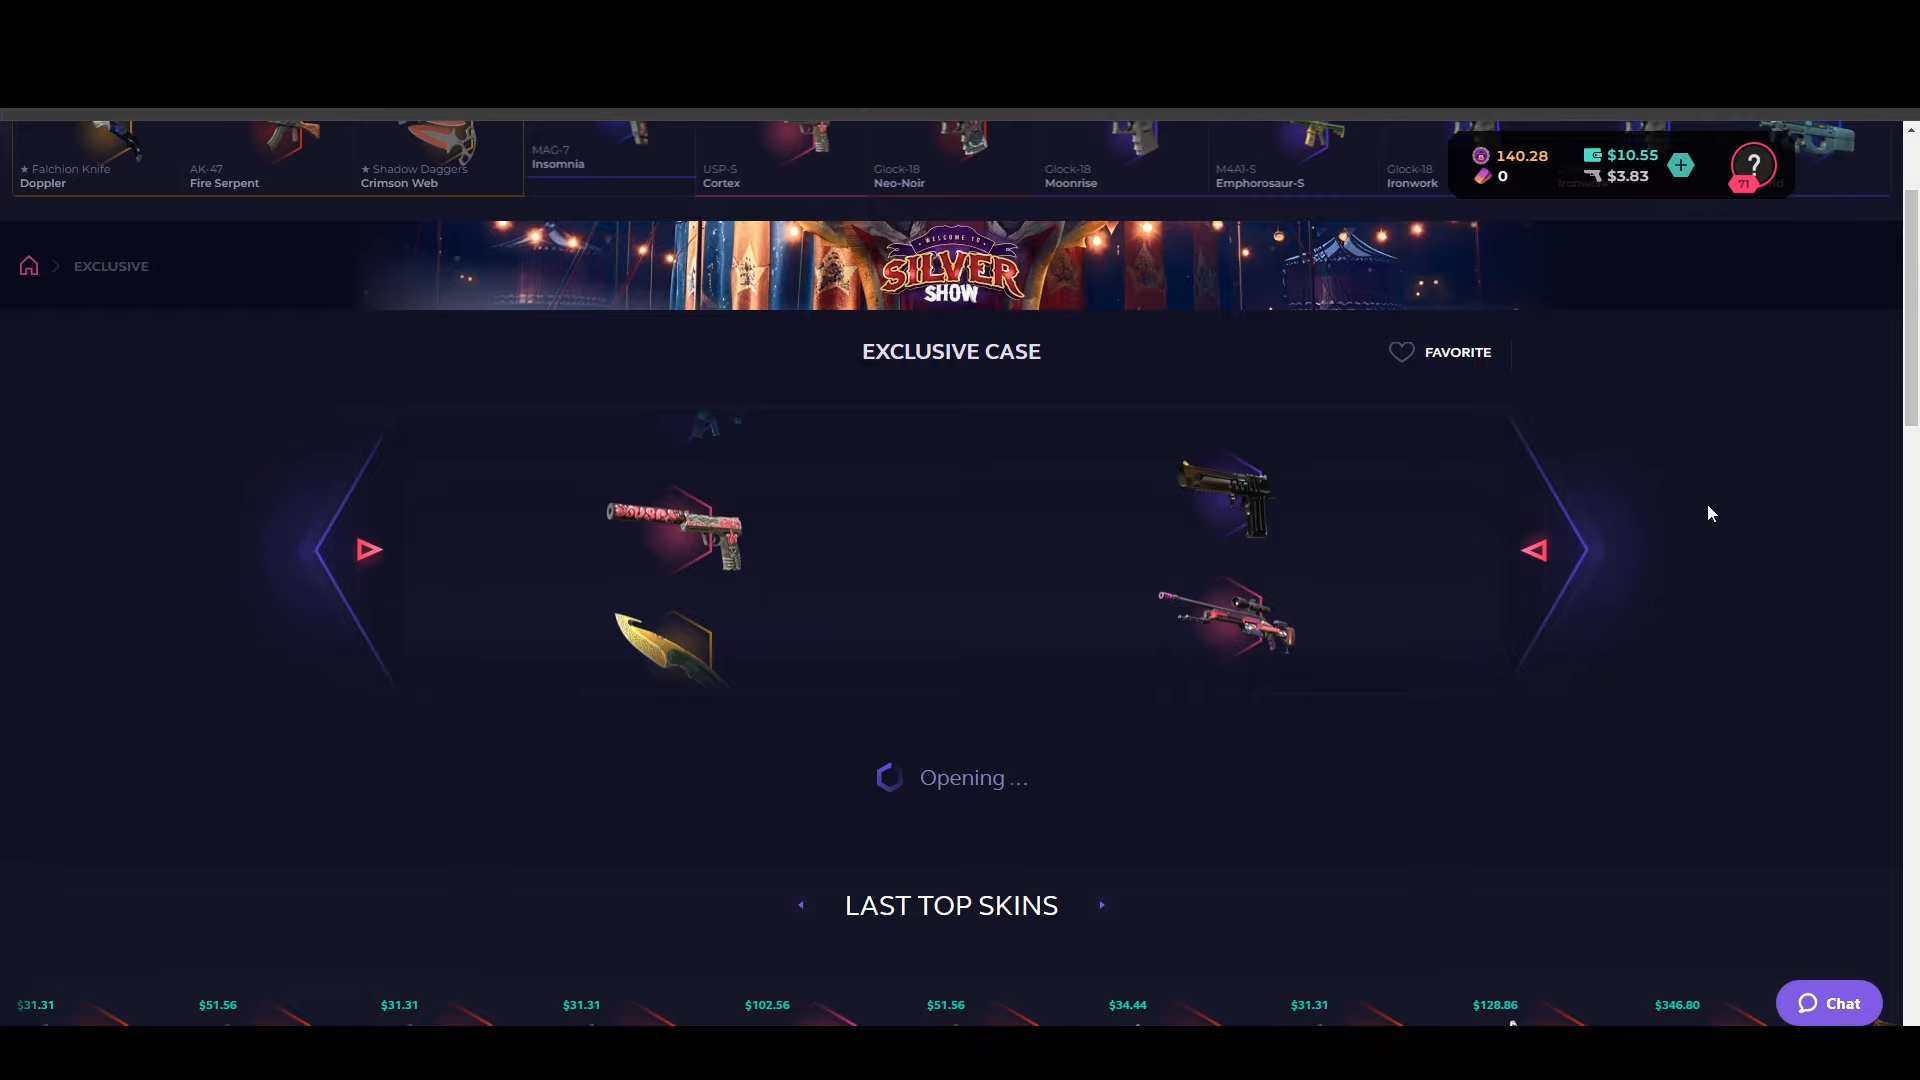 ★ Falchion Knife
Doppler
AK-47
Fire Serpent
★ Shadow Daggers
Crimson Web
MAG-7
Insomnia
USP-S
Cortex
Glock-18
Neo-Noir
Glock-18
Moonrise
M4A1-S
Emphorosaur-S
Glock-18
Ironwork
140.28
$10.55
0
$3.83
71
EXCLUSIVE
WELCOME TO
SILVER
SHOW
EXCLUSIVE CASE
FAVORITE
Opening ...
LAST TOP SKINS
$31.31
$51.56
$31.31
$31.31
$102.56
$51.56
$34.44
$31.31
$128.86
$346.80
Chat